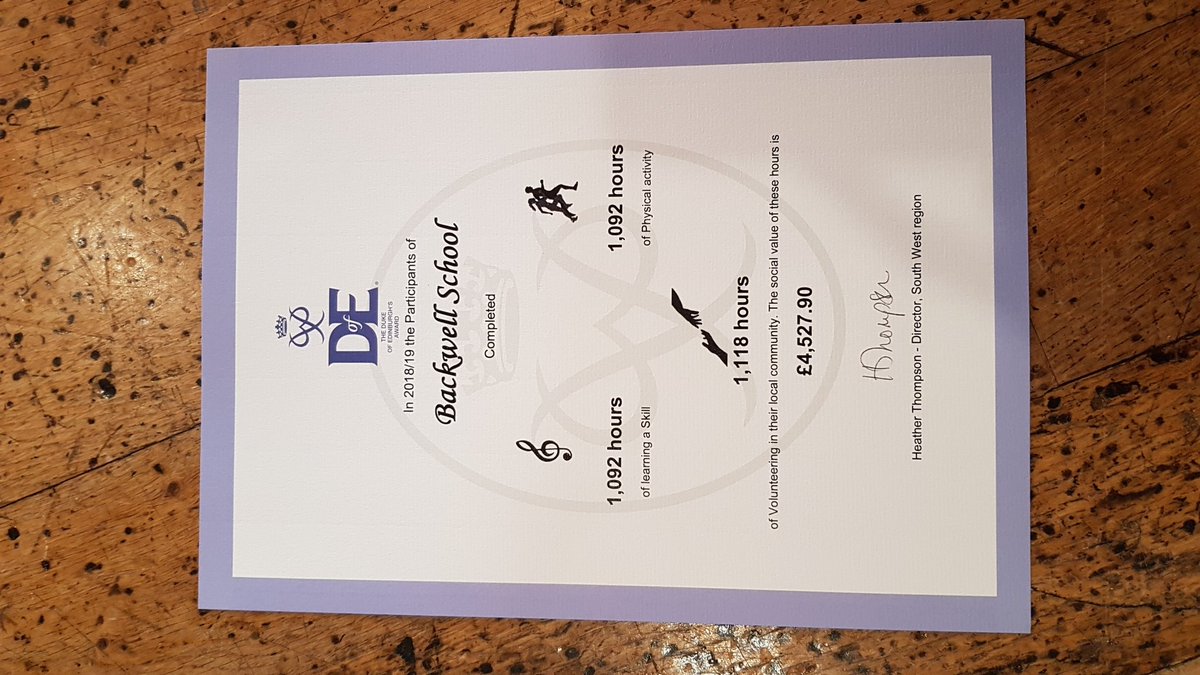 DofE
THE DUKE
OF EDINBURGH'S
AWARD
In 2018/19 the Participants of
Backwell School
Completed
1,092 hours
of learning a Skill
1,092 hours
of Physical activity
1,118 hours
of Volunteering in their local community. The social value of these hours is
£4,527.90
HThompson
Heather Thompson - Director, South West region